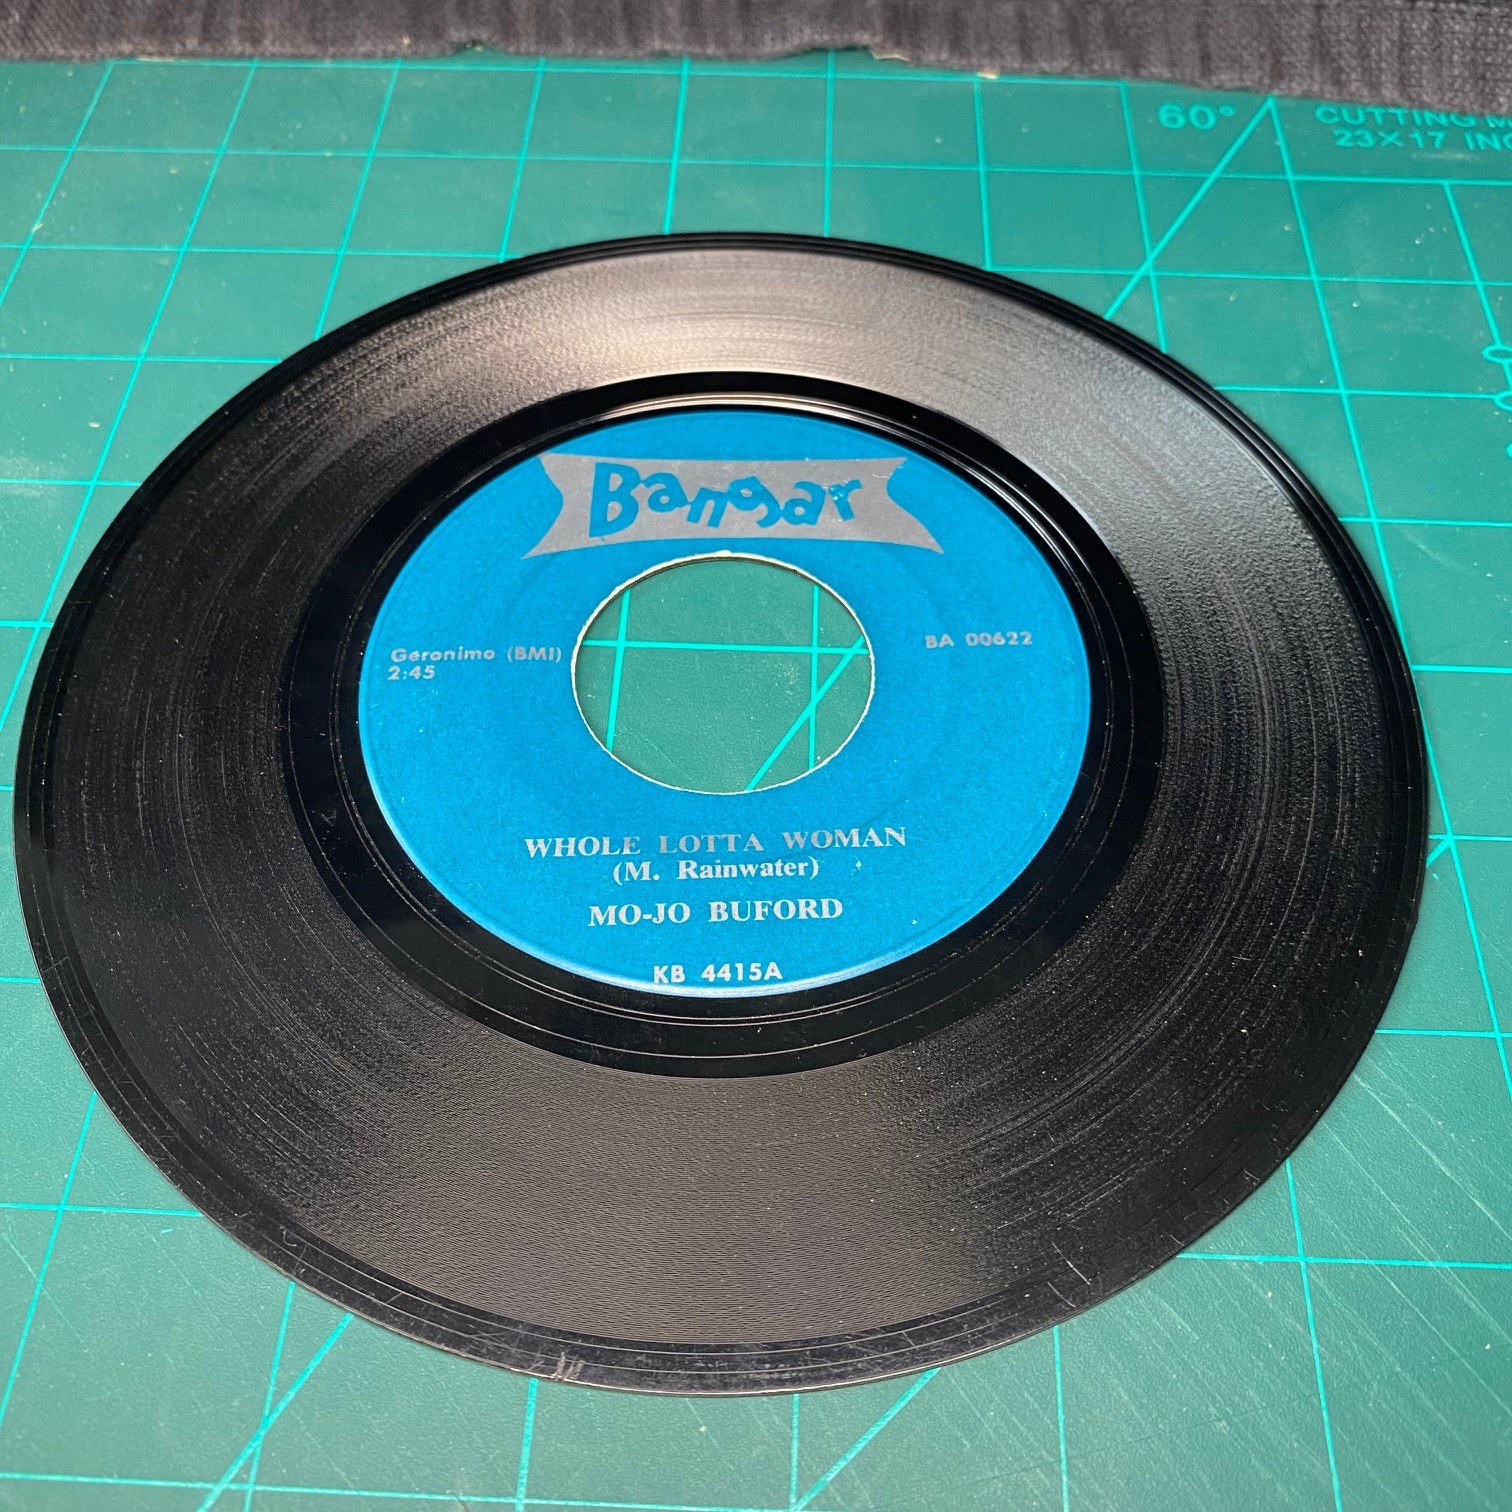 60°
CUTTING
23×17
Bangar
Geronimo (BMI)
2:45
BA 00622
WHOLE LOTTA WOMAN
(M. Rainwater)
MO-JO BUFORD
KB 4415A